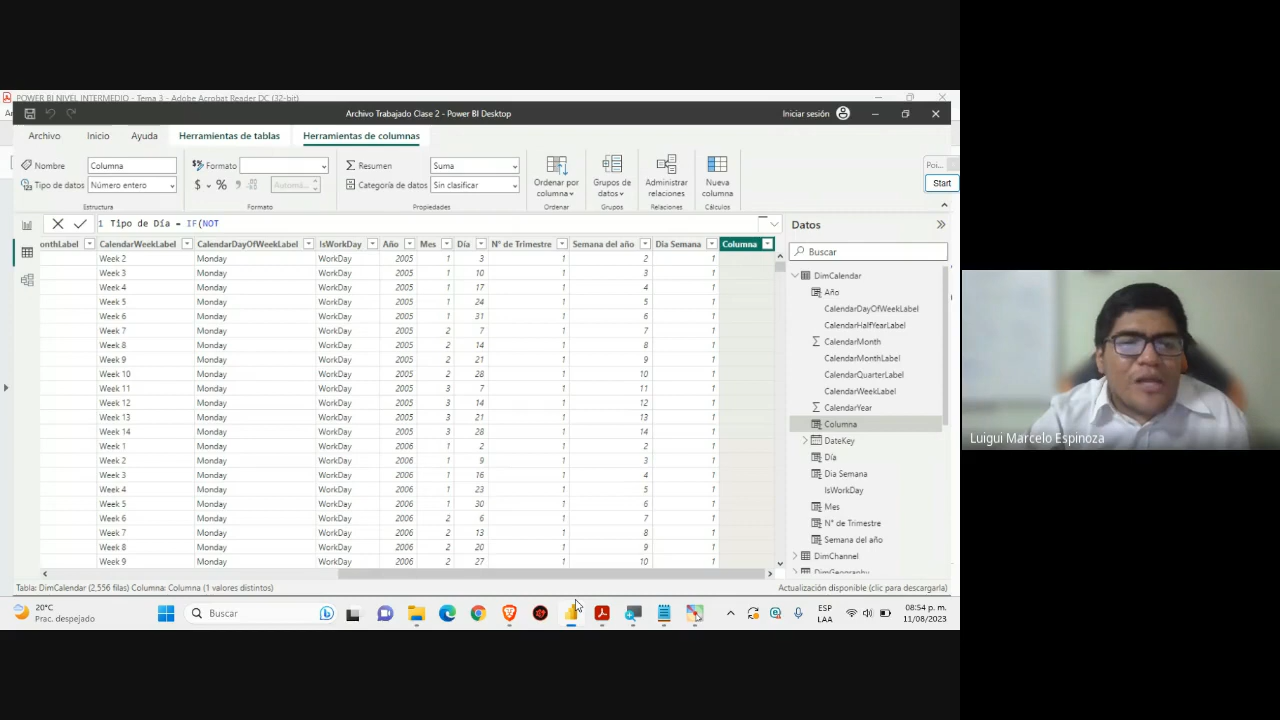 POWER BI NIVEL INTERMEDIO - Tema 3 - Adobe Acrobat Reader DC (32-bit)
Archivo Trabajado Clase 2 - Power BI Desktop
Iniciar sesión
Archivo
Inicio
Ayuda
Herramientas de tablas
Herramientas de columnas
Nombre
Columna
Formato
Resumen
Suma
Tipo de datos
Número entero
$ %
Automá...
Categoría de datos
Sin clasificar
Ordenar por columna
Grupos de datos
Administrar relaciones
Nueva columna
Start
Estructura
Formato
Propiedades
Ordenar
Grupos
Relaciones
Cálculos
1 Tipo de Día = IF(NOT
onthLabel CalendarWeekLabel CalendarDayOfWeekLabel IsWorkDay Año Mes Día N° de Trimestre Semana del año Dia Semana Columna
Week 2 Monday WorkDay 2005 1 3 1 2 1
Week 3 Monday WorkDay 2005 1 10 1 3 1
Week 4 Monday WorkDay 2005 1 17 1 4 1
Week 5 Monday WorkDay 2005 1 24 1 5 1
Week 6 Monday WorkDay 2005 1 31 1 6 1
Week 7 Monday WorkDay 2005 2 7 1 7 1
Week 8 Monday WorkDay 2005 2 14 1 8 1
Week 9 Monday WorkDay 2005 2 21 1 9 1
Week 10 Monday WorkDay 2005 2 28 1 10 1
Week 11 Monday WorkDay 2005 3 7 1 11 1
Week 12 Monday WorkDay 2005 3 14 1 12 1
Week 13 Monday WorkDay 2005 3 21 1 13 1
Week 14 Monday WorkDay 2005 3 28 1 14 1
Week 1 Monday WorkDay 2006 1 2 1 2 1
Week 2 Monday WorkDay 2006 1 9 1 3 1
Week 3 Monday WorkDay 2006 1 16 1 4 1
Week 4 Monday WorkDay 2006 1 23 1 5 1
Week 5 Monday WorkDay 2006 1 30 1 6 1
Week 6 Monday WorkDay 2006 2 6 1 7 1
Week 7 Monday WorkDay 2006 2 13 1 8 1
Week 8 Monday WorkDay 2006 2 20 1 9 1
Week 9 Monday WorkDay 2006 2 27 1 10 1
Datos
Buscar
DimCalendar
Año
CalendarDayOfWeekLabel
CalendarHalfYearLabel
CalendarMonth
CalendarMonthLabel
CalendarQuarterLabel
CalendarWeekLabel
CalendarYear
Columna
DateKey
Día
Dia Semana
IsWorkDay
Mes
N° de Trimestre
Semana del año
DimChannel
DimGeography
Tabla: DimCalendar (2,556 filas) Columna: Columna (1 valores distintos)
Actualización disponible (clic para descargarla)
20°C
Prac. despejado
Buscar
ESP
LAA
08:54 p. m.
11/08/2023
Luigui Marcelo Espinoza